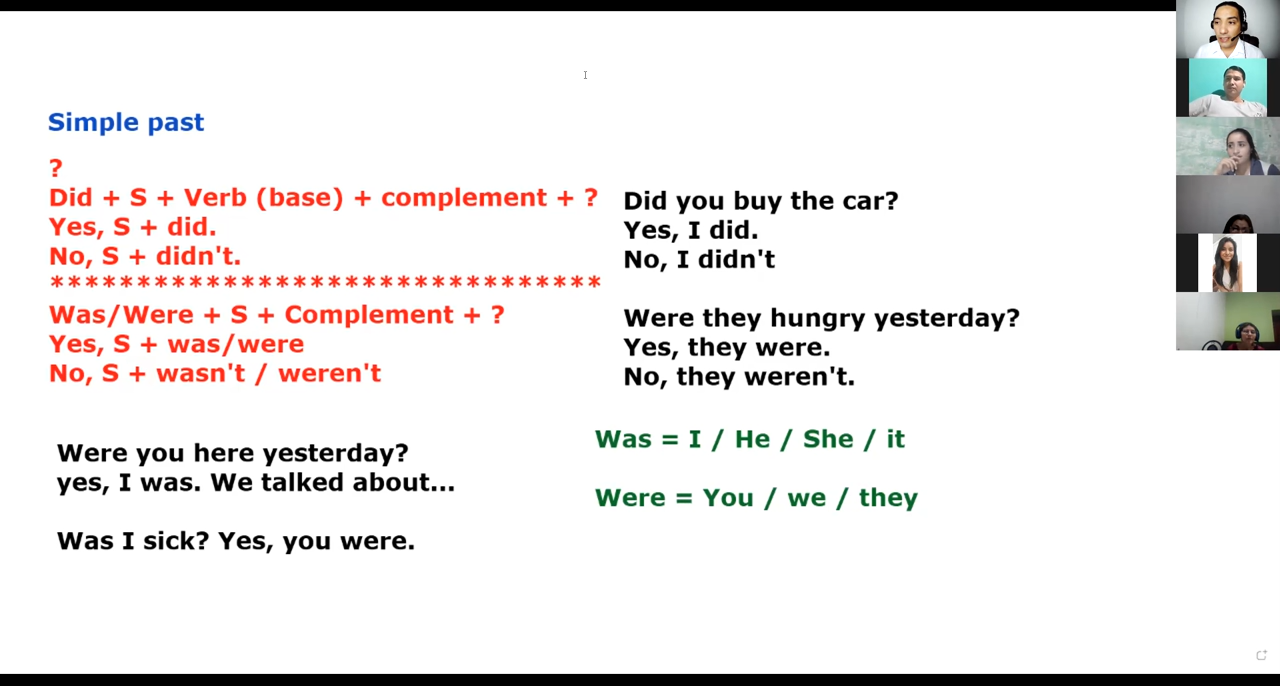 Simple past
?
Did + S + Verb (base) + complement + ?
Yes, S + did.
No, S + didn't.
*********************************
Did you buy the car?
Yes, I did.
No, I didn't
Was/Were + S + Complement + ?
Yes, S + was/were
No, S + wasn't / weren't
Were they hungry yesterday?
Yes, they were.
No, they weren't.
Were you here yesterday?
yes, I was. We talked about...
Was I sick? Yes, you were.
Was = I / He / She / it
Were = You / we / they